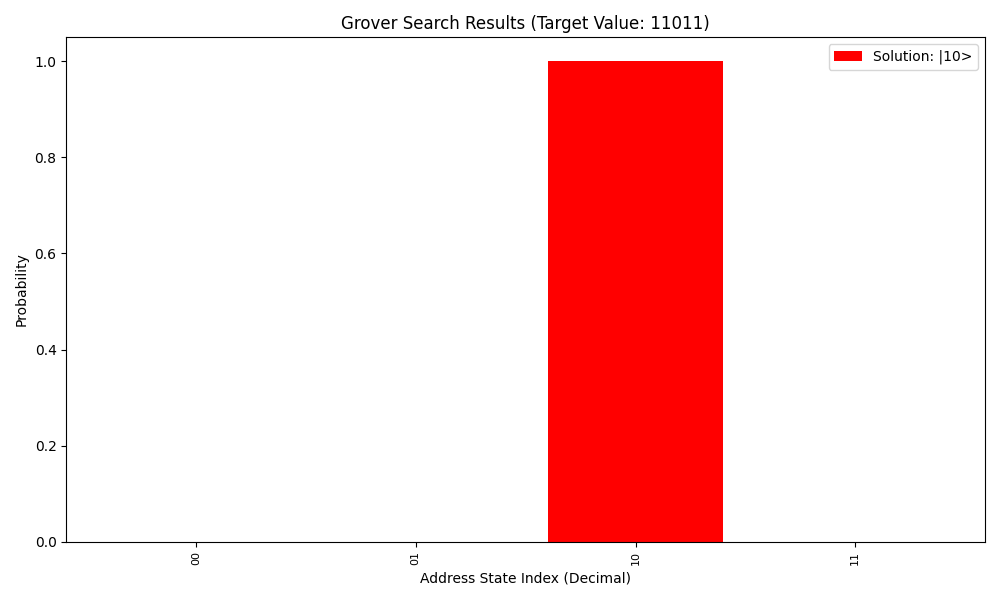 Grover Search Results (Target Value: 11011)
Solution: |10>
Probability
1.0
0.8
0.6
0.4
0.2
0.0
00
01
10
11
Address State Index (Decimal)